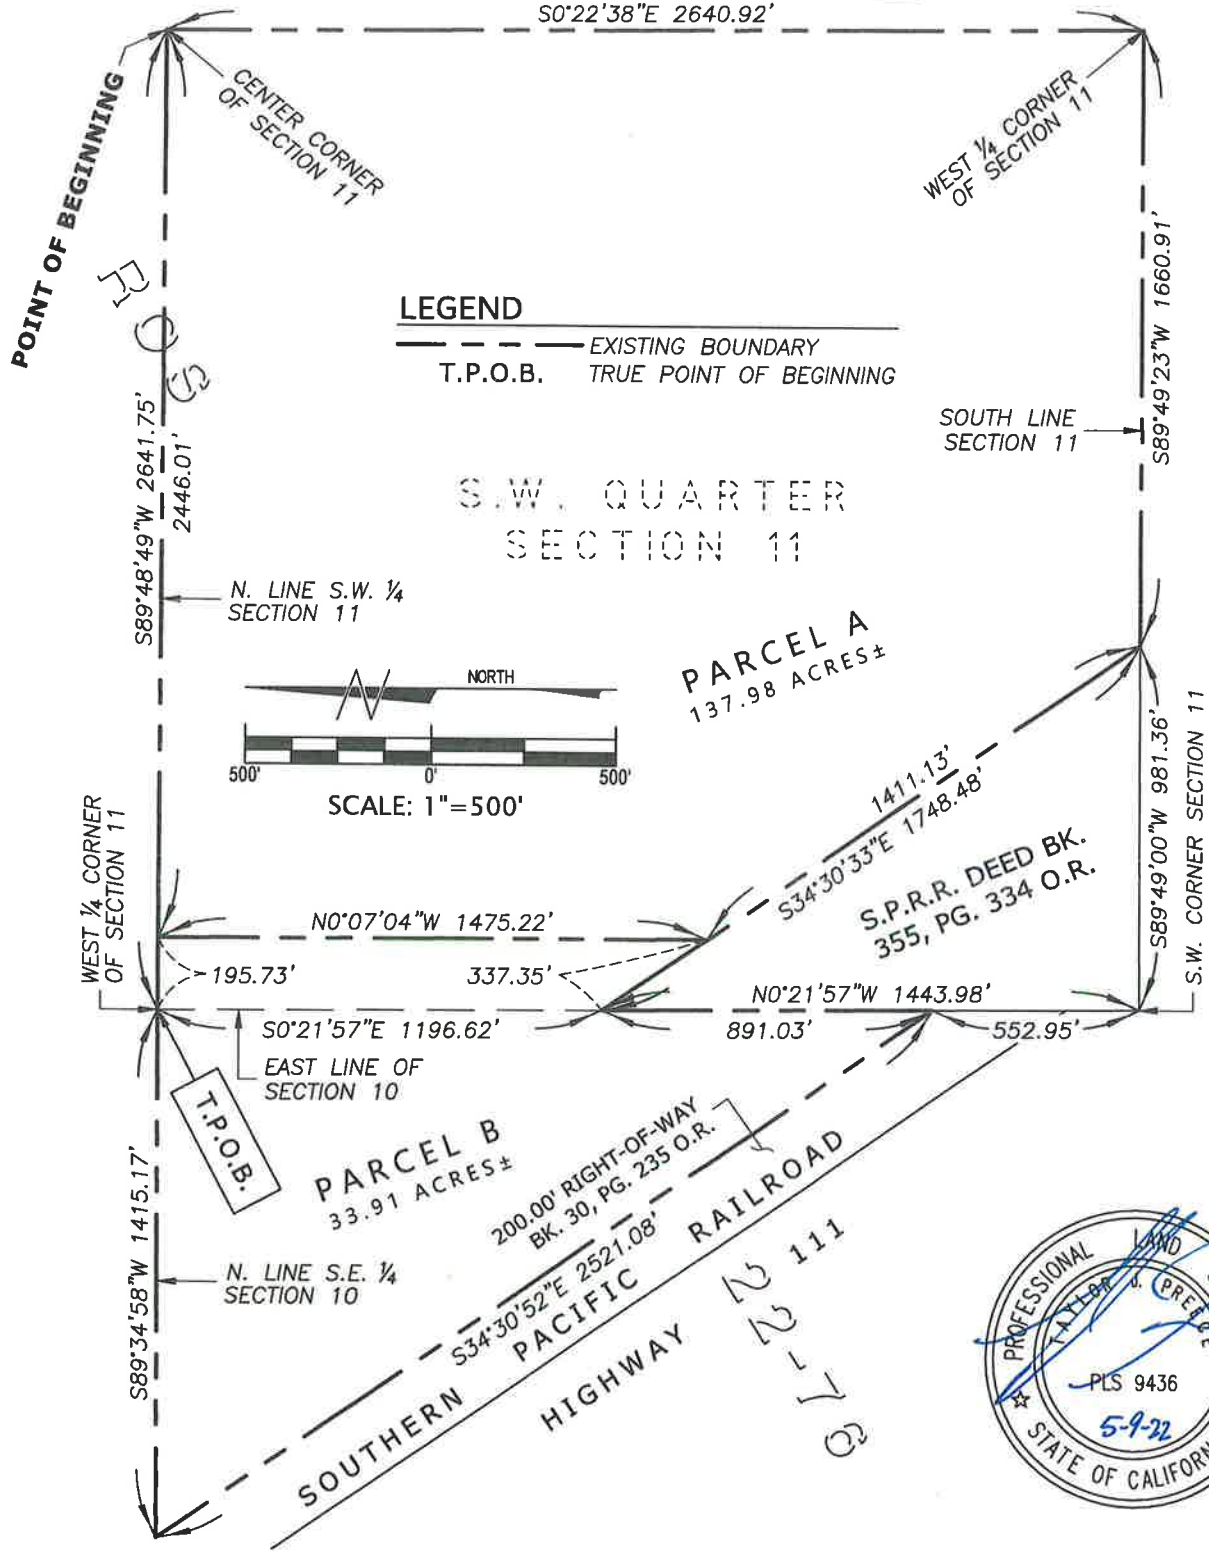 S0°22'38"E 2640.92'
POINT OF BEGINNING
CENTER CORNER
OF SECTION 11
WEST ¼ CORNER
OF SECTION 11
ROS
LEGEND
EXISTING BOUNDARY
T.P.O.B. TRUE POINT OF BEGINNING
S89°49'23"W 1660.91'
SOUTH LINE
SECTION 11
S89°48'49"W 2641.75'
2446.01'
S.W. QUARTER
SECTION 11
N. LINE S.W. ¼
SECTION 11
PARCEL A
137.98 ACRES±
NORTH
500' 0' 500'
SCALE: 1"=500'
1411.13'
S34°30'33"E 1748.48'
S.P.R.R. DEED BK.
355, PG. 334 O.R.
S89°49'00"W 981.36'
S.W. CORNER SECTION 11
WEST ¼ CORNER
OF SECTION 11
N0°07'04"W 1475.22'
195.73'
337.35'
N0°21'57"W 1443.98'
S0°21'57"E 1196.62'
891.03'
552.95'
EAST LINE OF
SECTION 10
T.P.O.B.
PARCEL B
33.91 ACRES±
200.00' RIGHT-OF-WAY
BK. 30, PG. 235 O.R.
S89°34'58"W 1415.17'
N. LINE S.E. ¼
SECTION 10
S34°30'52"E 2521.08'
SOUTHERN PACIFIC RAILROAD
HIGHWAY 111
22-78
PROFESSIONAL LAND
TAYLOR J. PREECE
PLS 9436
5-9-22
STATE OF CALIFORN